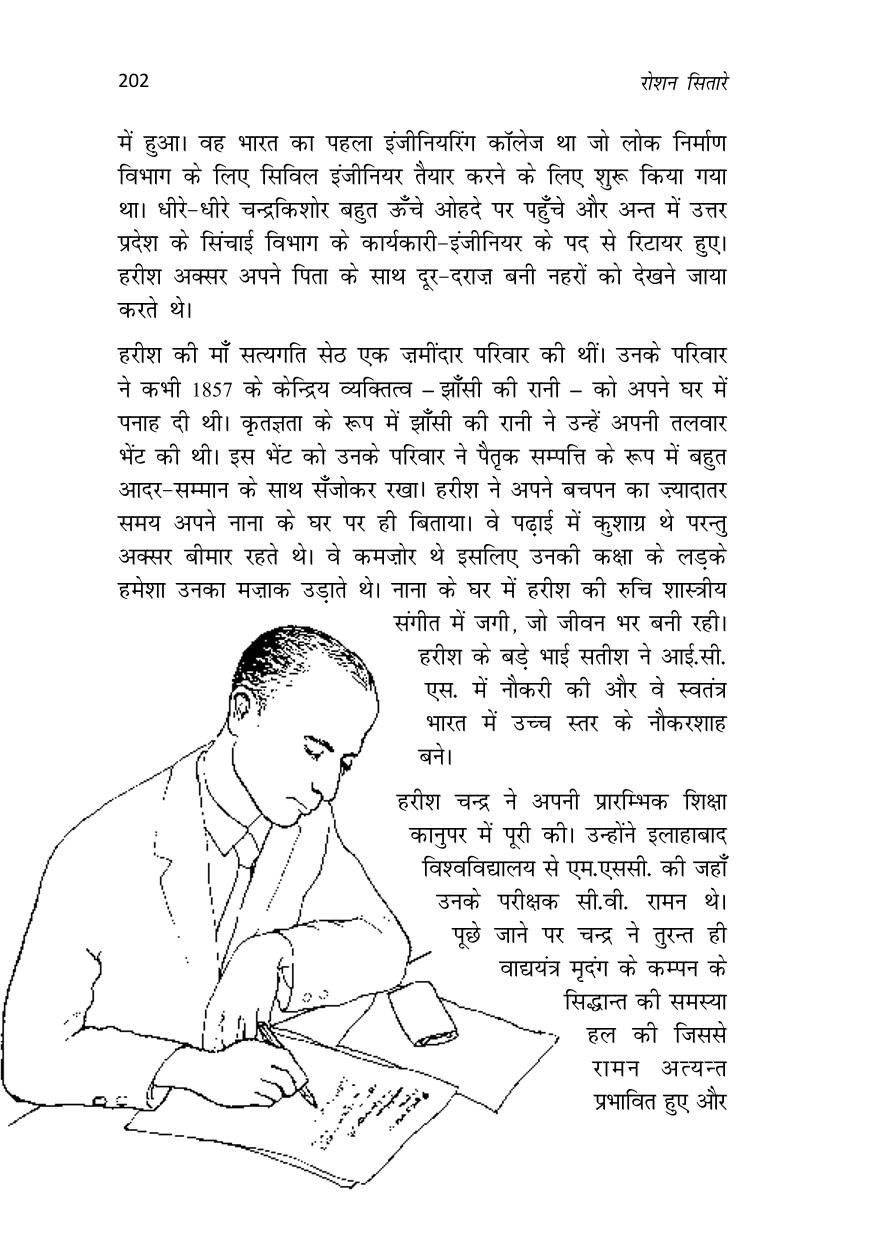 202
रोशन सितारे
में हुआ। वह भारत का पहला इंजीनियरिंग कॉलेज था जो लोक निर्माण
विभाग के लिए सिविल इंजीनियर तैयार करने के लिए शुरू किया गया
था। धीरे-धीरे चन्द्रकिशोर बहुत ऊँचे ओहदे पर पहुँचे और अन्त में उत्तर
प्रदेश के सिंचाई विभाग के कार्यकारी-इंजीनियर के पद से रिटायर हुए।
हरीश अक्सर अपने पिता के साथ दूर-दराज़ बनी नहरों को देखने जाया
करते थे।
हरीश की माँ सत्यगति सेठ एक ज़मींदार परिवार की थीं। उनके परिवार
ने कभी 1857 के केन्द्रिय व्यक्तित्व – झाँसी की रानी – को अपने घर में
पनाह दी थी। कृतज्ञता के रूप में झाँसी की रानी ने उन्हें अपनी तलवार
भेंट की थी। इस भेंट को उनके परिवार ने पैतृक सम्पत्ति के रूप में बहुत
आदर-सम्मान के साथ सँजोकर रखा। हरीश ने अपने बचपन का ज़्यादातर
समय अपने नाना के घर पर ही बिताया। वे पढ़ाई में कुशाग्र थे परन्तु
अक्सर बीमार रहते थे। वे कमज़ोर थे इसलिए उनकी कक्षा के लड़के
हमेशा उनका मज़ाक उड़ाते थे। नाना के घर में हरीश की रुचि शास्त्रीय
संगीत में जगी, जो जीवन भर बनी रही।
हरीश के बड़े भाई सतीश ने आई.सी.
एस. में नौकरी की और वे स्वतंत्र
भारत में उच्च स्तर के नौकरशाह
बने।
हरीश चन्द्र ने अपनी प्रारम्भिक शिक्षा
कानुपर में पूरी की। उन्होंने इलाहाबाद
विश्वविद्यालय से एम.एससी. की जहाँ
उनके परीक्षक सी.वी. रामन थे।
पूछे जाने पर चन्द्र ने तुरन्त ही
वाद्ययंत्र मृदंग के कम्पन के
सिद्धान्त की समस्या
हल की जिससे
रामन अत्यन्त
प्रभावित हुए और